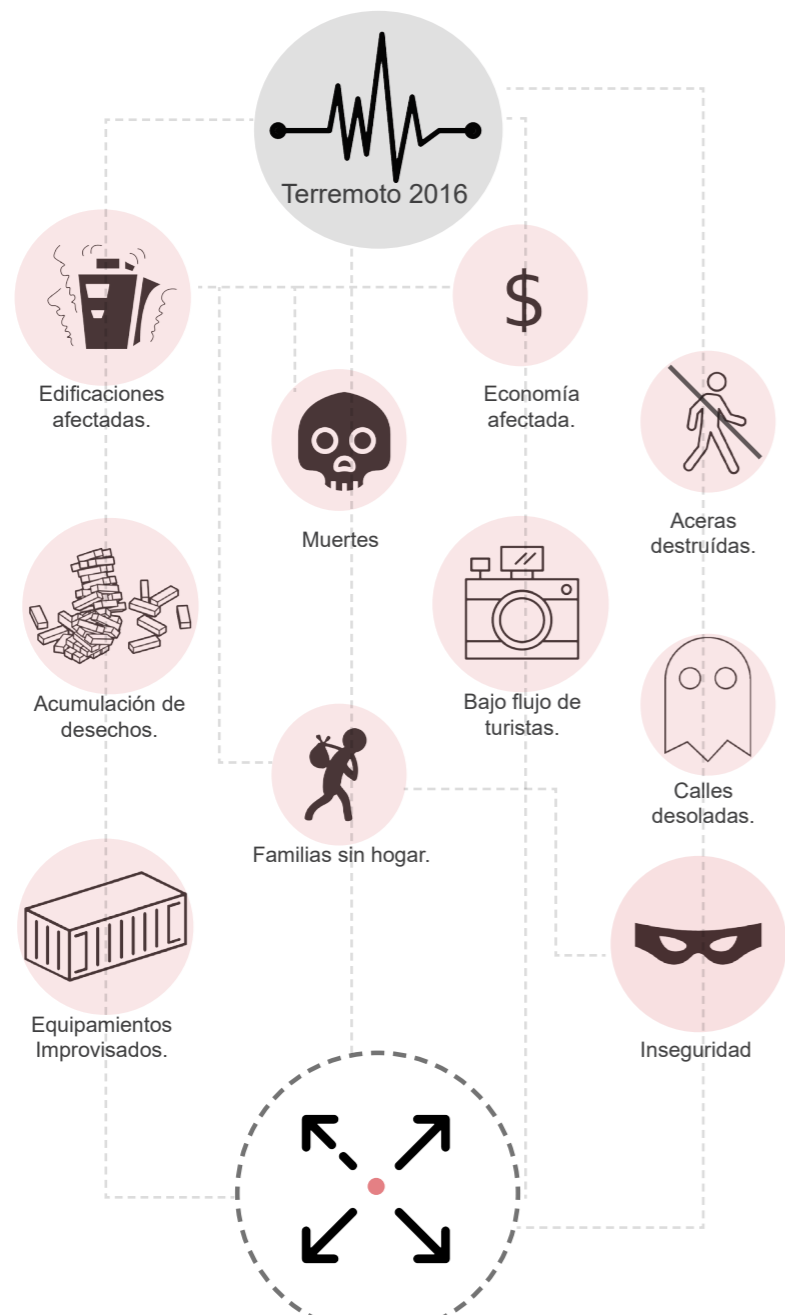 Terremoto 2016
$
Edificaciones
afectadas.
Economía
afectada.
Muertes
Aceras
destruídas.
Acumulación de
desechos.
Bajo flujo de
turistas.
Calles
desoladas.
Familias sin hogar.
Equipamientos
Improvisados.
Inseguridad